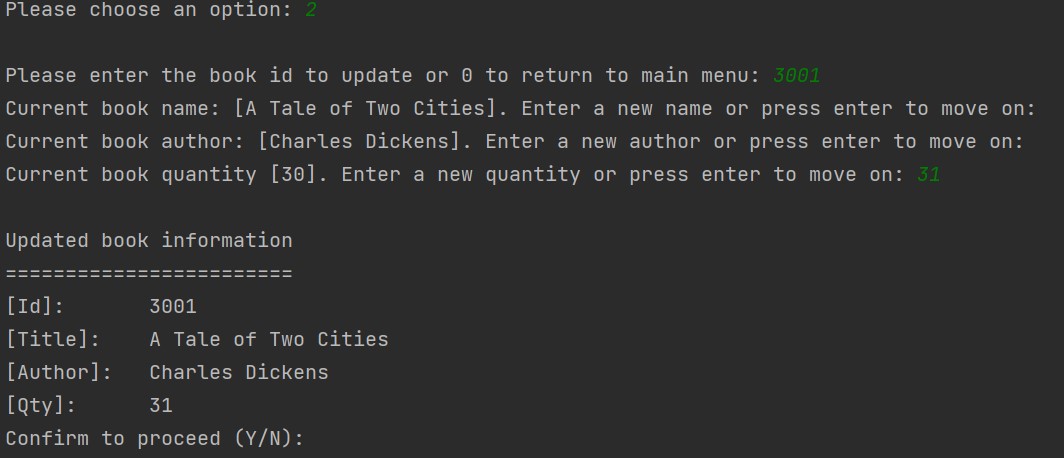 Please choose an option: 2
Please enter the book id to update or 0 to return to main menu: 3001
Current book name: [A Tale of Two Cities]. Enter a new name or press enter to move on:
Current book author: [Charles Dickens]. Enter a new author or press enter to move on:
Current book quantity [30]. Enter a new quantity or press enter to move on: 31
Updated book information
========================
[Id]:       3001
[Title]:    A Tale of Two Cities
[Author]:   Charles Dickens
[Qty]:      31
Confirm to proceed (Y/N):